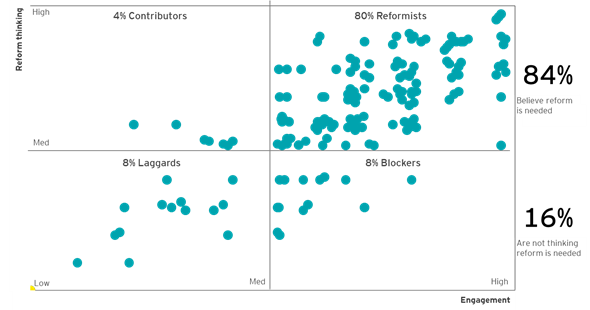 Reform thinking
High
4% Contributors
80% Reformists
84%
Believe reform
is needed
Med
8% Laggards
8% Blockers
16%
Are not thinking
reform is needed
Low
Med
High
Engagement